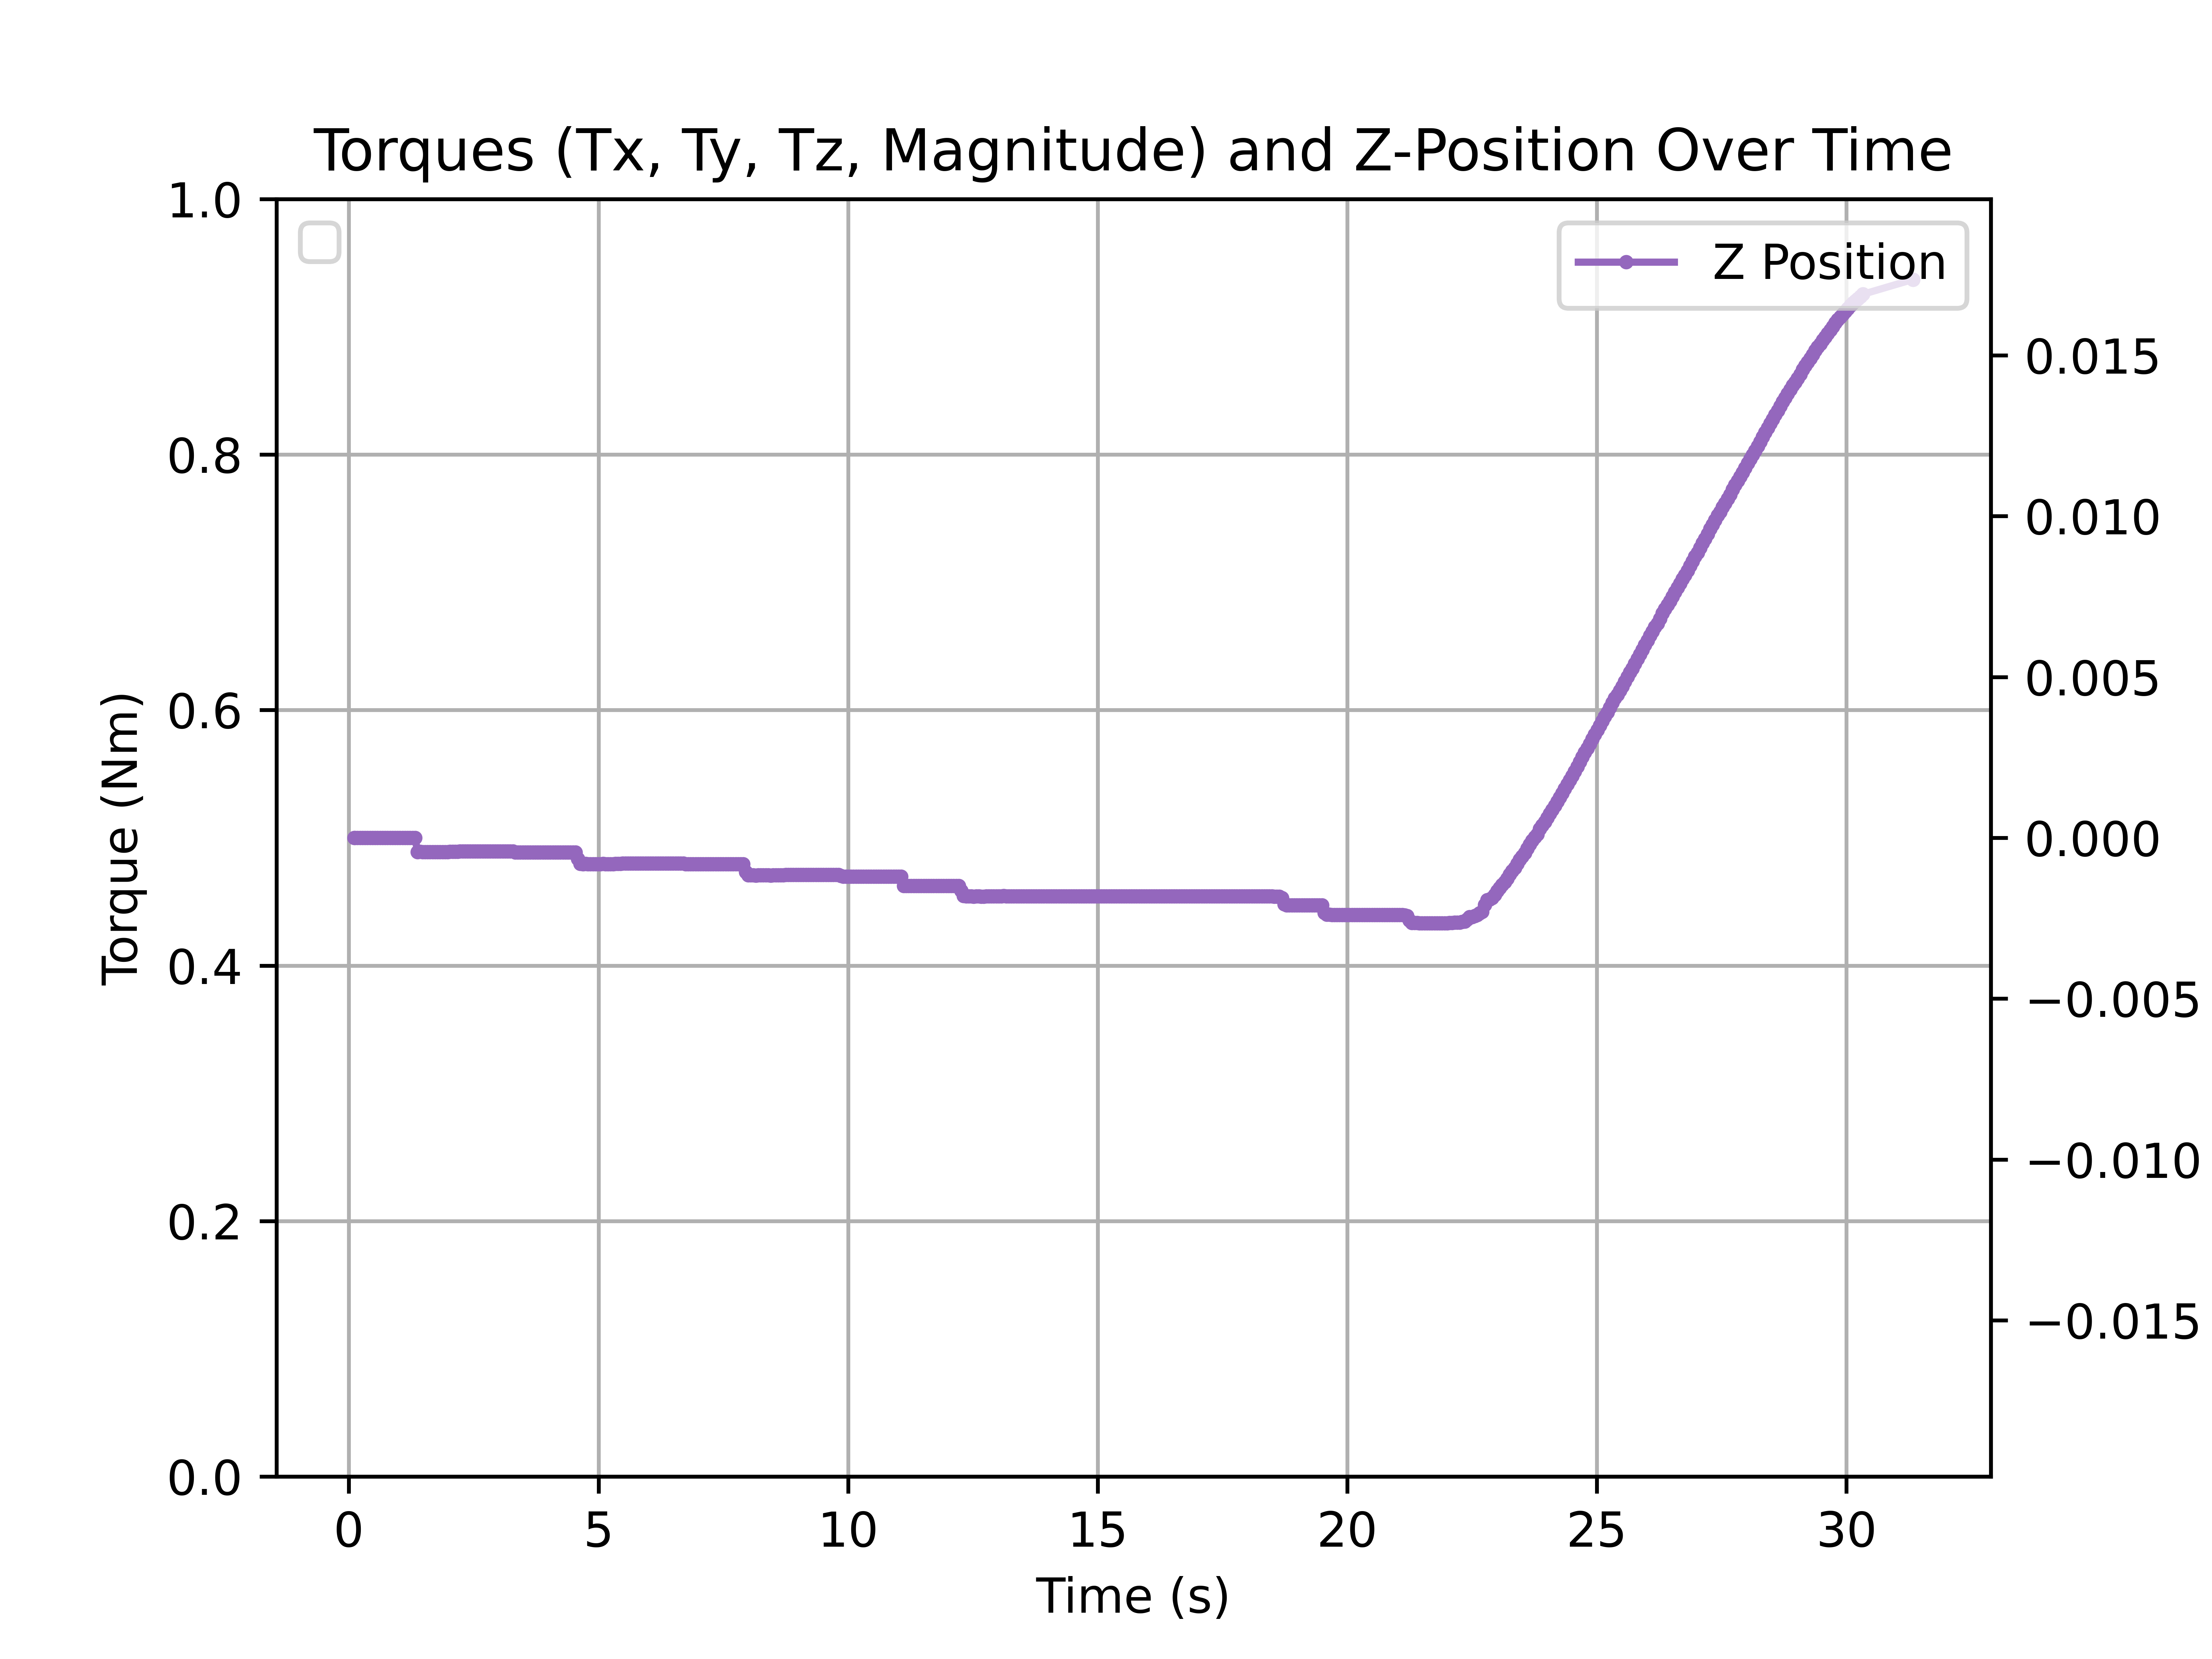 Torques (Tx, Ty, Tz, Magnitude) and Z-Position Over Time
1.0
0.8
0.6
0.4
0.2
0.0
Torque (Nm)
Z Position
0.015
0.010
0.005
0.000
−0.005
−0.010
−0.015
0 5 10 15 20 25 30
Time (s)